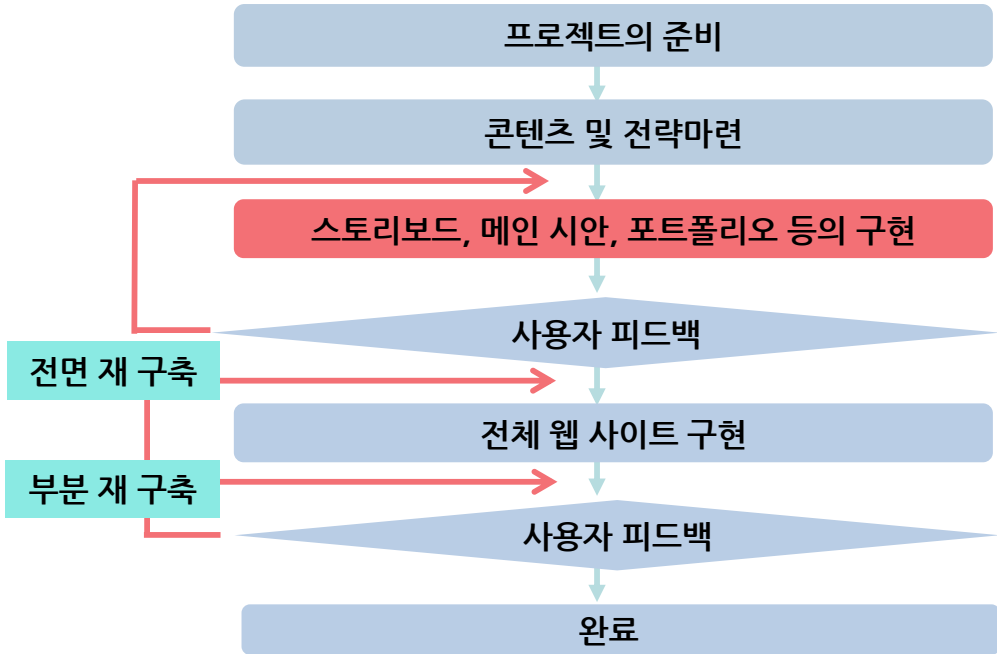 프로젝트의 준비
콘텐츠 및 전략마련
스토리보드, 메인 시안, 포트폴리오 등의 구현
사용자 피드백
전면 재 구축
전체 웹 사이트 구현
부분 재 구축
사용자 피드백
완료